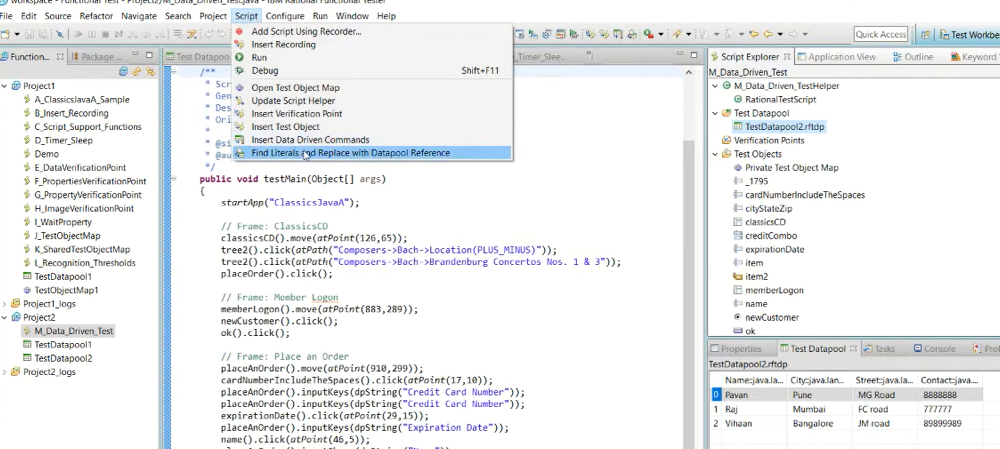 workspace - Functional Test - Project2/M_Data_Driven_Test.java - IBM Rational Functional Tester
File Edit Source Refactor Navigate Search Project Script Configure Run Window Help
Quick Access
Test Workbe
Add Script Using Recorder...
Insert Recording
Run
Debug Shift+F11
Open Test Object Map
Update Script Helper
Insert Verification Point
Insert Test Object
Insert Data Driven Commands
Find Literals and Replace with Datapool Reference
Function... Package ...
Project1
A_ClassicsJavaA_Sample
B_Insert_Recording
C_Script_Support_Functions
D_Timer_Sleep
Demo
E_DataVerificationPoint
F_PropertiesVerificationPoint
G_PropertyVerificationPoint
H_ImageVerificationPoint
I_WaitProperty
J_TestObjectMap
K_SharedTestObjectMap
L_Recognition_Thresholds
TestDatapool1
TestObjectMap1
Project1_logs
Project2
M_Data_Driven_Test
TestDatapool1
TestDatapool2
Project2_logs
Test Datapoo.
_Timer_Slee..
/**
* Scr
* Gen
* Des
* Ori
*
* @si
* @au
*/
public void testMain(Object[] args)
{
startApp("ClassicsJavaA");
// Frame: ClassicsCD
classicsCD().move(atPoint(126,65));
tree2().click(atPath("Composers->Bach->Location(PLUS_MINUS)"));
tree2().click(atPath("Composers->Bach->Brandenburg Concertos Nos. 1 & 3"));
placeOrder().click();
// Frame: Member Logon
memberLogon().move(atPoint(883,289));
newCustomer().click();
ok().click();
// Frame: Place an Order
placeAnOrder().move(atPoint(910,299));
cardNumberIncludeTheSpaces().click(atPoint(17,10));
placeAnOrder().inputKeys(dpString("Credit Card Number"));
placeAnOrder().inputKeys(dpString("Credit Card Number"));
expirationDate().click(atPoint(29,15));
placeAnOrder().inputKeys(dpString("Expiration Date"));
name().click(atPoint(46,5));
Script Explorer Application View Outline Keyword
M_Data_Driven_Test
M_Data_Driven_TestHelper
RationalTestScript
Test Datapool
TestDatapool2.rftdp
Verification Points
Test Objects
Private Test Object Map
_1795
cardNumberIncludeTheSpaces
cityStateZip
classicsCD
creditCombo
expirationDate
item
item2
memberLogon
name
newCustomer
ok
Properties Test Datapool Tasks Console Pro
TestDatapool2.rftdp
Name::java.la... City::java.lan... Street::java.la... Contact::java....
0 Pavan Pune MG Road 8888888
1 Raj Mumbai FC road 777777
2 Vihaan Bangalore JM road 89899989